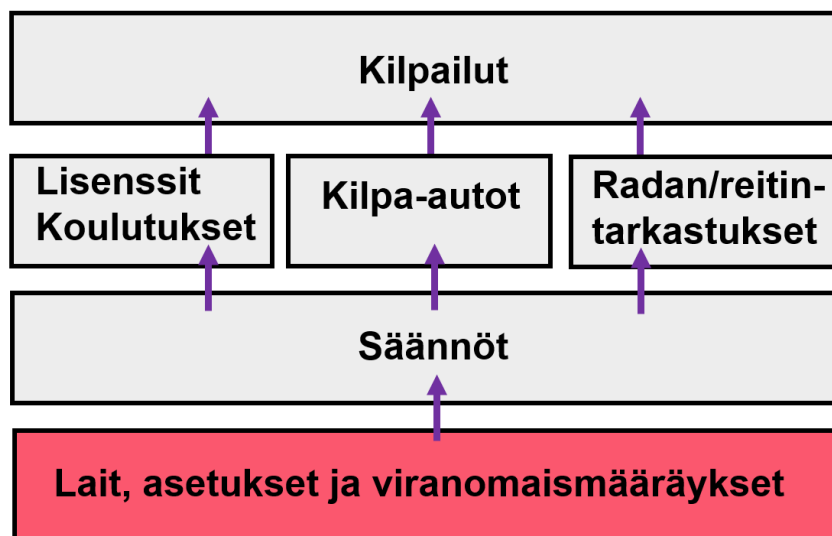 Kilpailut
Lisenssit
Koulutukset
Kilpa-autot
Radan/reitin-
tarkastukset
Säännöt
Lait, asetukset ja viranomaismääräykset